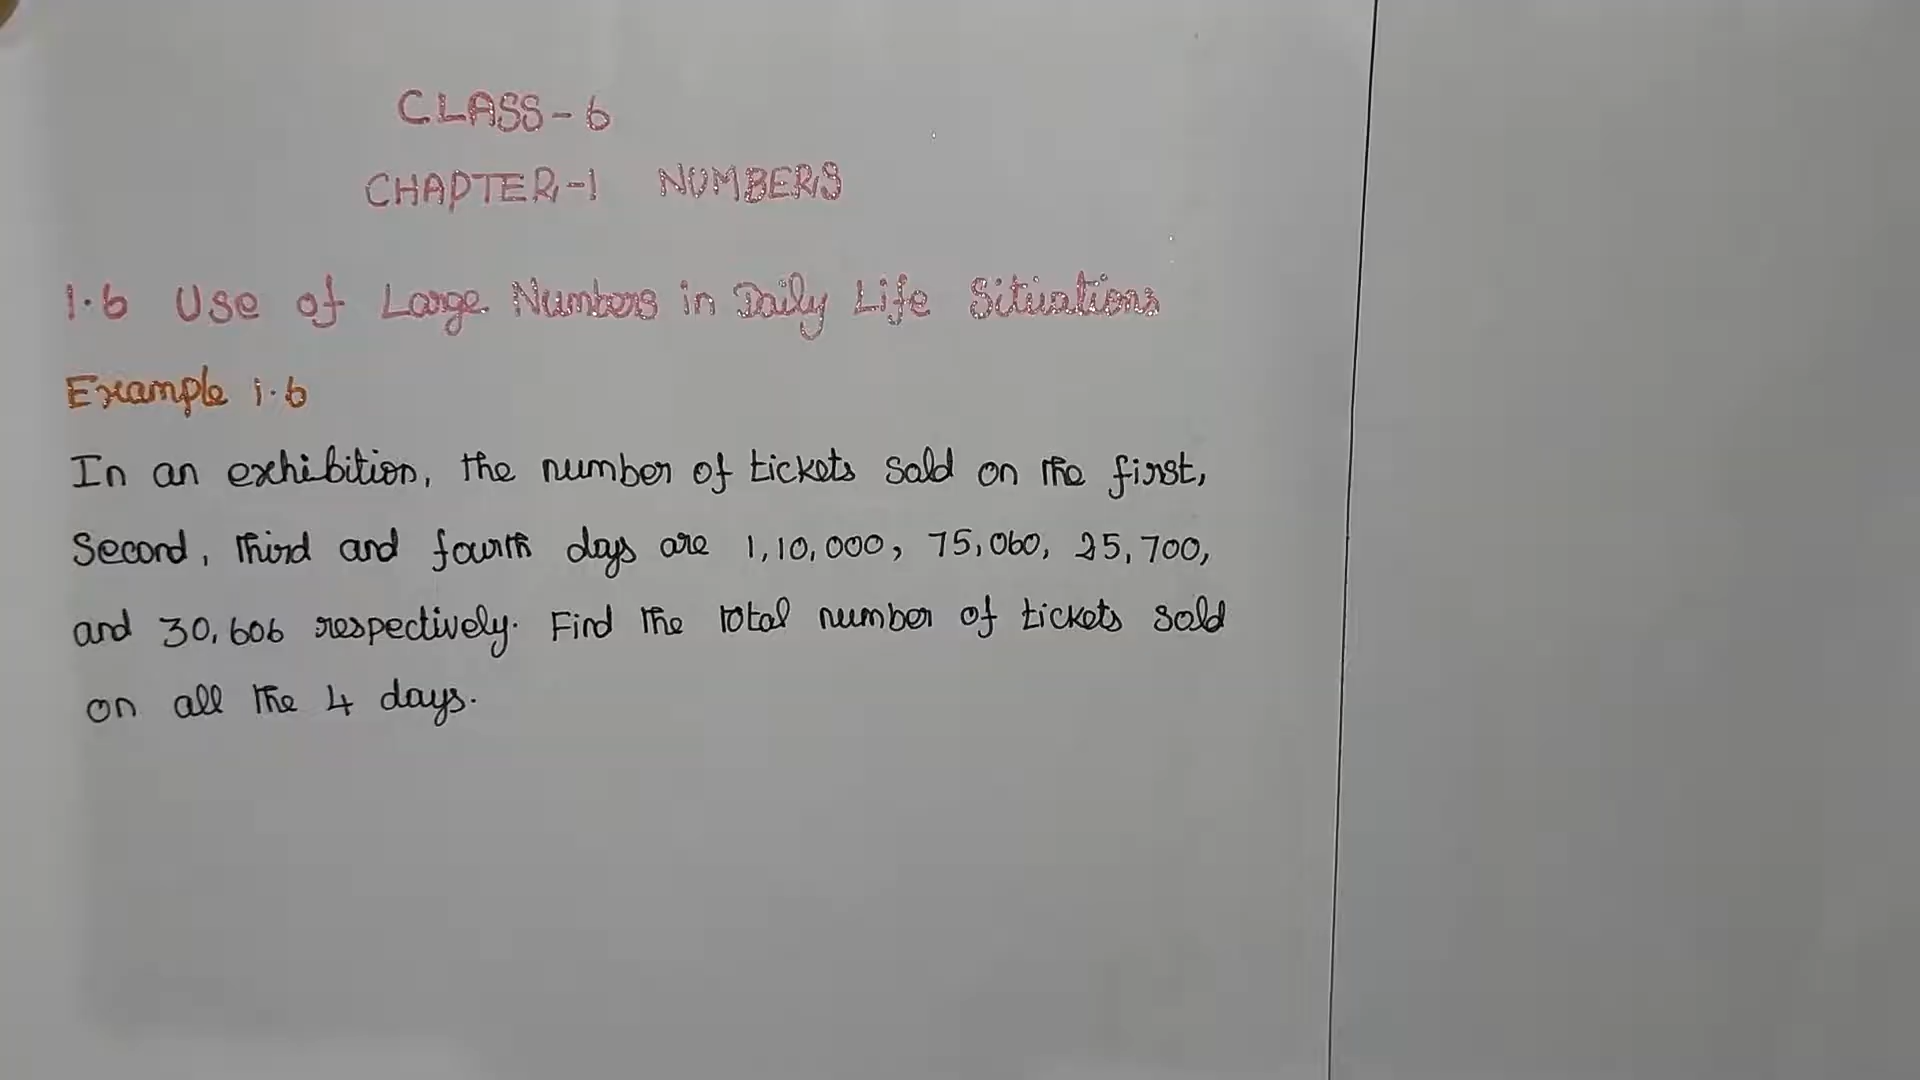 CLASS-6
CHAPTER-1 NUMBERS
1.6 Use of Large Numbers in Daily Life Situations
Example 1.6
In an exhibition, the number of tickets sold on the first,
Second, third and fourth days are 1,10,000, 75,060, 25,700,
and 30,606 respectively. Find the total number of tickets sold
on all the 4 days.